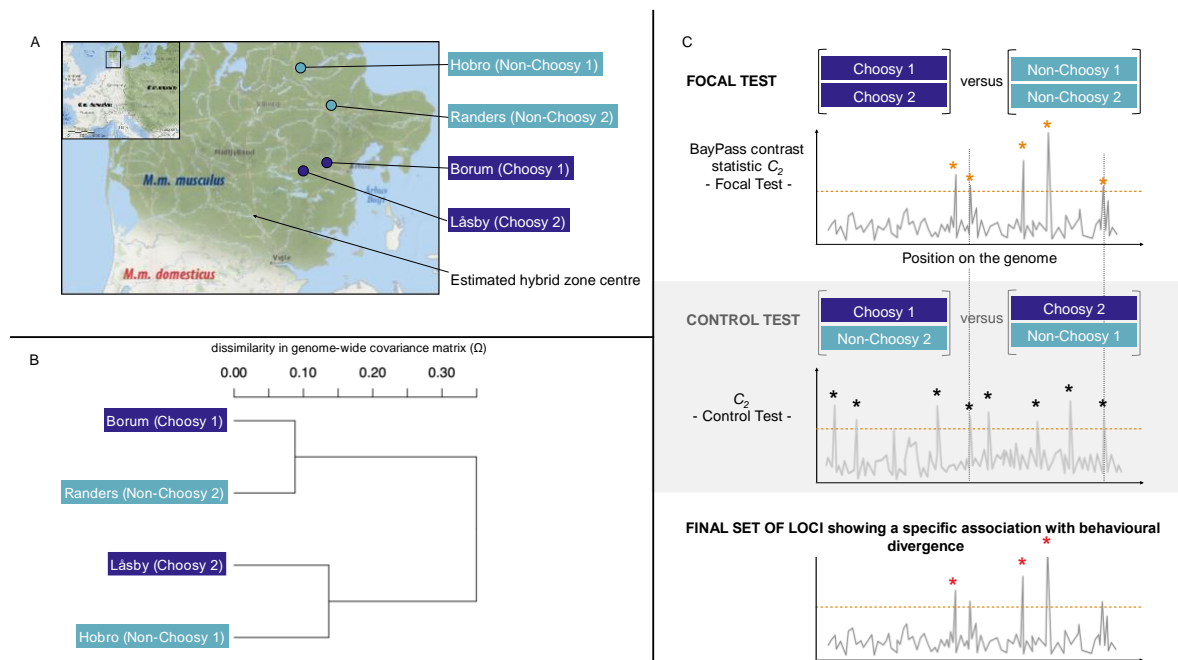 A
Hobro (Non-Choosy 1)
Randers (Non-Choosy 2)
Borum (Choosy 1)
M.m. musculus
Låsby (Choosy 2)
Vejle
M.m. domesticus
Estimated hybrid zone centre
B
dissimilarity in genome-wide covariance matrix (Ω)
0.00 0.10 0.20 0.30
Borum (Choosy 1)
Randers (Non-Choosy 2)
Låsby (Choosy 2)
Hobro (Non-Choosy 1)
C
FOCAL TEST
Choosy 1
Choosy 2
versus
Non-Choosy 1
Non-Choosy 2
BayPass contrast
statistic C2
- Focal Test -
* * * * *
Position on the genome
CONTROL TEST
Choosy 1
Non-Choosy 2
versus
Choosy 2
Non-Choosy 1
C2
- Control Test -
* * * * * * * *
FINAL SET OF LOCI showing a specific association with behavioural
divergence
* * *